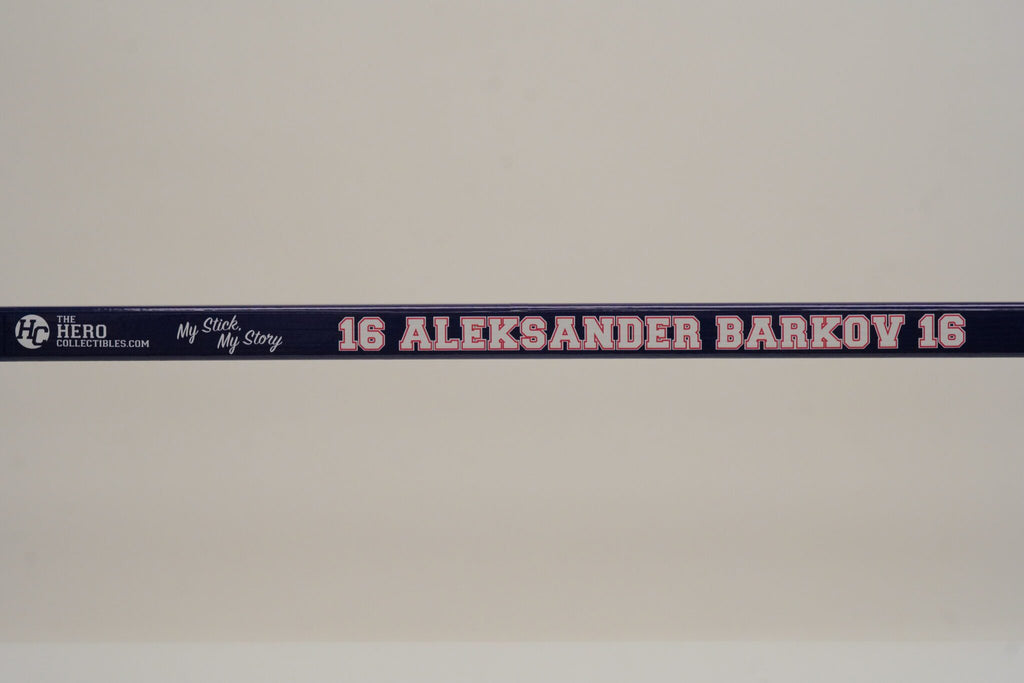 HC
THE
HERO
COLLECTIBLES.COM
My Stick,
My Story
16 ALEKSANDER BARKOV 16